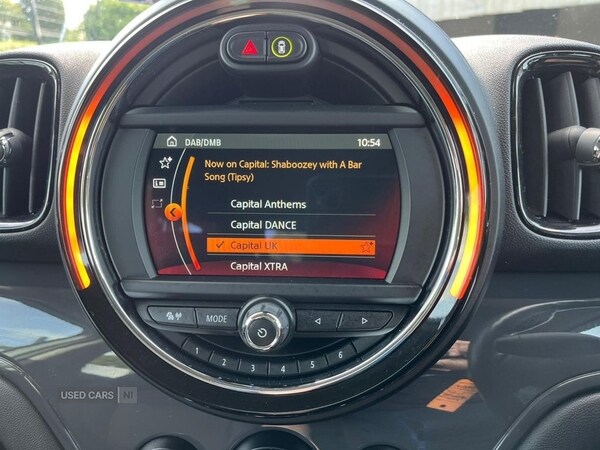 DAB/DMB 10:54
Now on Capital: Shaboozey with A Bar
Song (Tipsy)
Capital Anthems
Capital DANCE
Capital UK
Capital XTRA
MODE
1 2 3 4 5 6
USED CARS NI